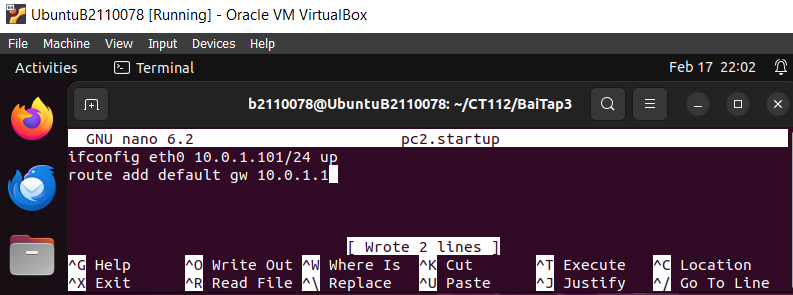 UbuntuB2110078 [Running] - Oracle VM VirtualBox
File Machine View Input Devices Help
Activities Terminal Feb 17 22:02
b2110078@UbuntuB2110078: ~/CT112/BaiTap3
GNU nano 6.2 pc2.startup
ifconfig eth0 10.0.1.101/24 up
route add default gw 10.0.1.1
[ Wrote 2 lines ]
^G Help ^O Write Out ^W Where Is ^K Cut ^T Execute ^C Location
^X Exit ^R Read File ^\ Replace ^U Paste ^J Justify ^/ Go To Line